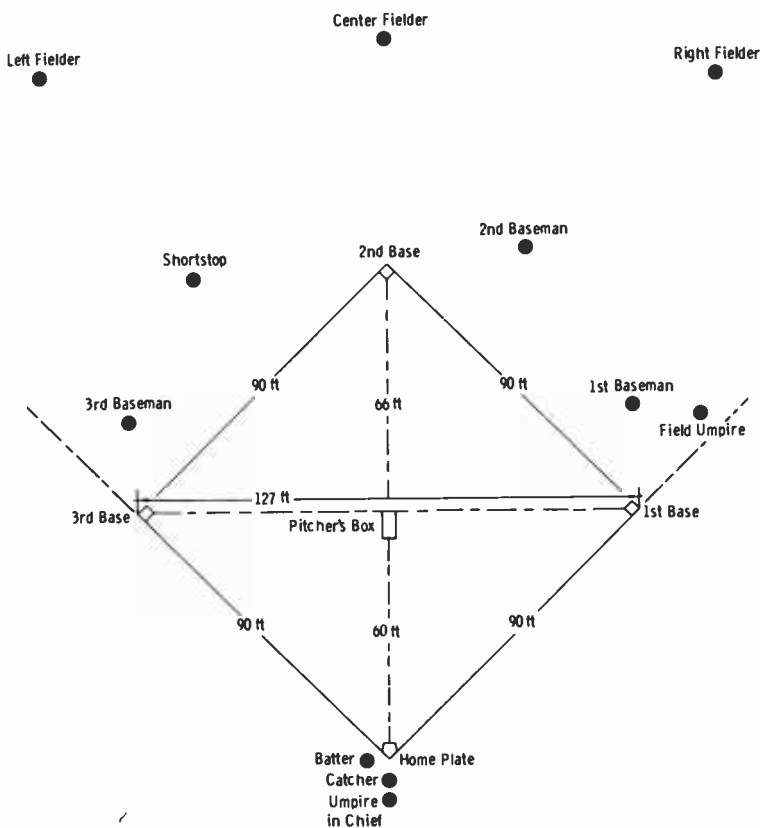 Center Fielder
Left Fielder
Right Fielder
2nd Baseman
2nd Base
Shortstop
90 ft
90 ft
66 ft
1st Baseman
3rd Baseman
Field Umpire
127 ft
3rd Base
1st Base
Pitcher's Box
90 ft
60 ft
90 ft
Batter
Home Plate
Catcher
Umpire
in Chief